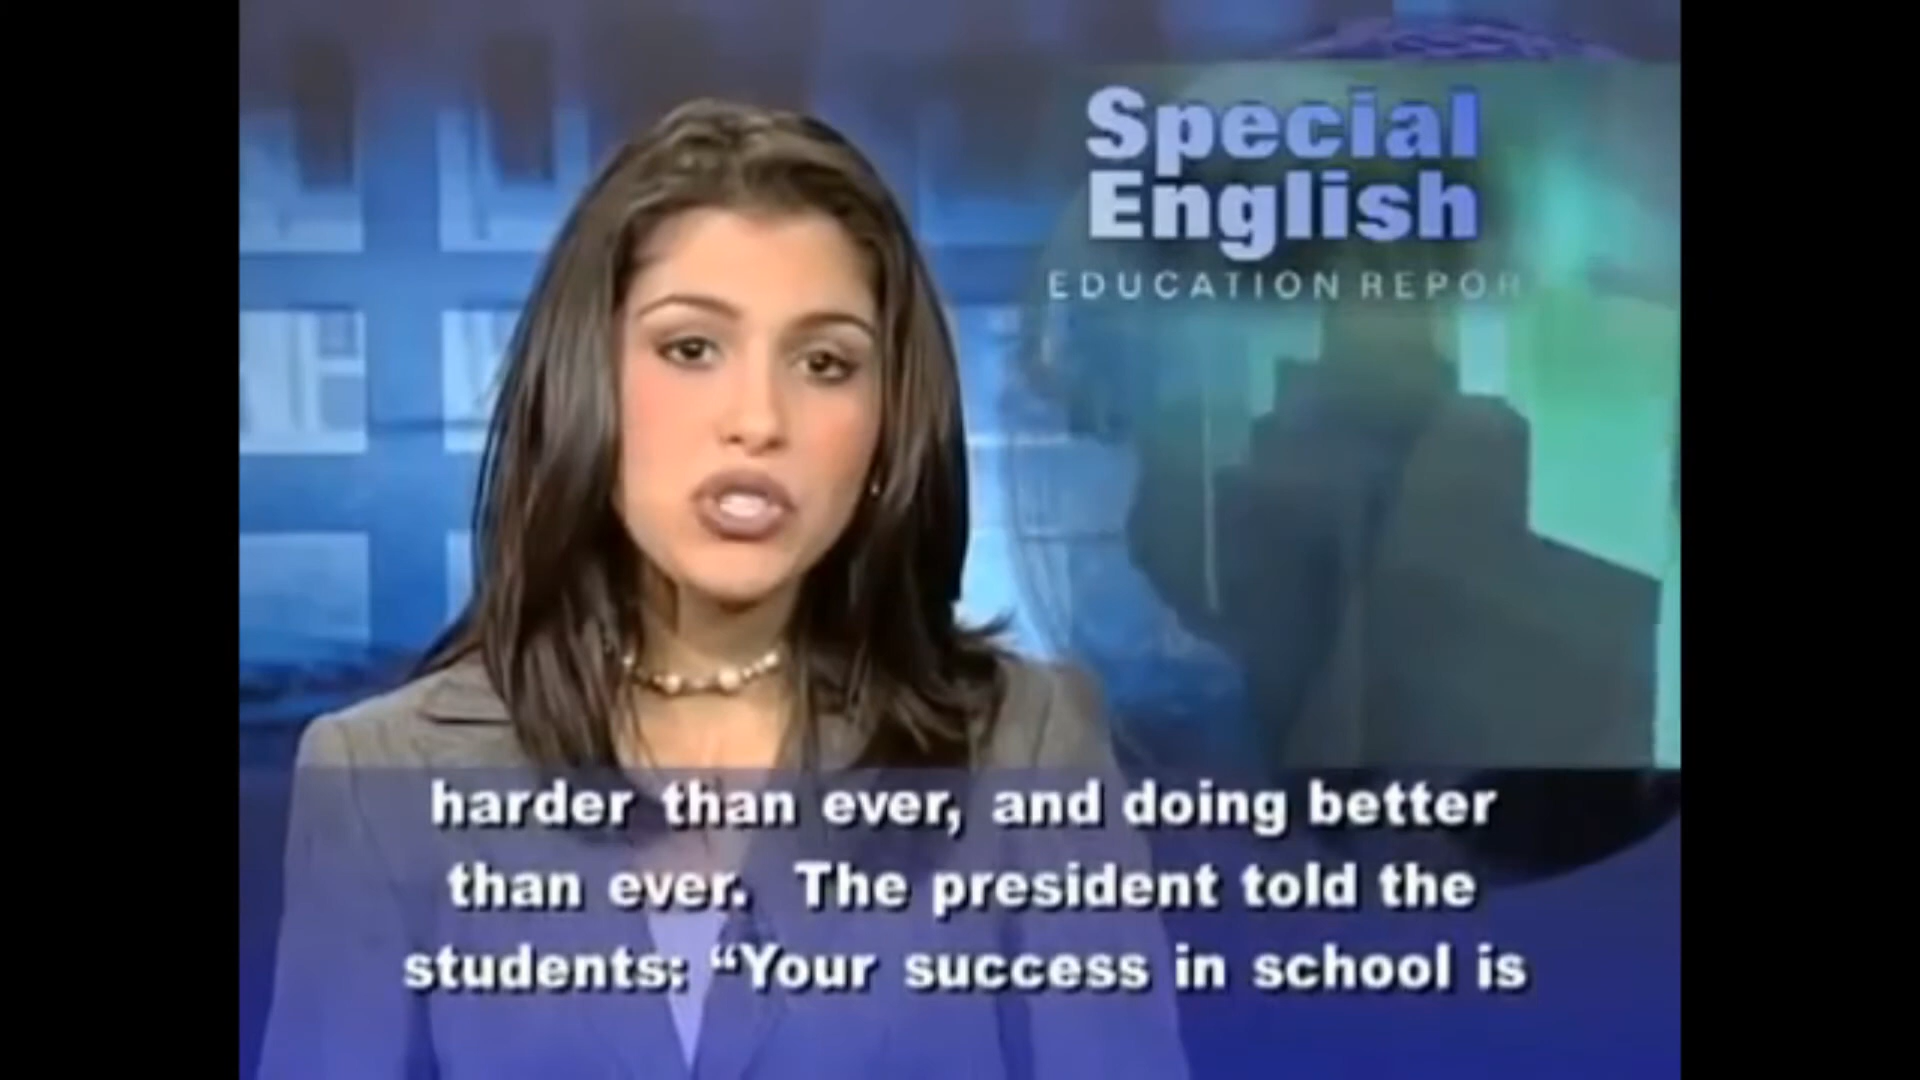 Special
English
EDUCATION REPOR
harder than ever, and doing better
than ever. The president told the
students: “Your success in school is